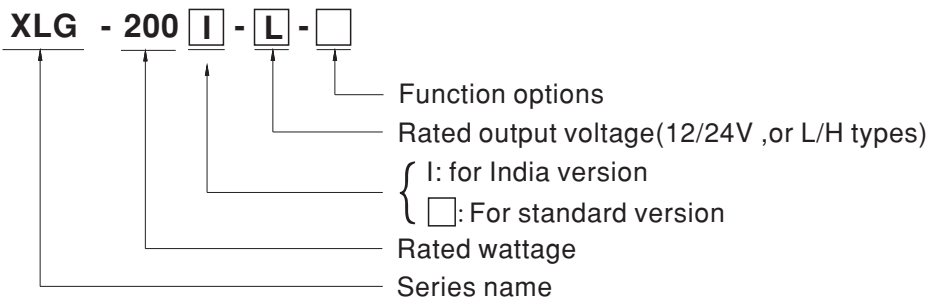 XLG - 200 I - L - □
Function options
Rated output voltage(12/24V ,or L/H types)
I: for India version
□: For standard version
Rated wattage
Series name